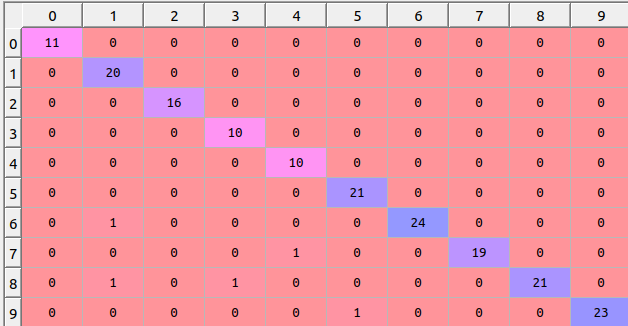 0 1 2 3 4 5 6 7 8 9
0 11 0 0 0 0 0 0 0 0 0
1 0 20 0 0 0 0 0 0 0 0
2 0 0 16 0 0 0 0 0 0 0
3 0 0 0 10 0 0 0 0 0 0
4 0 0 0 0 10 0 0 0 0 0
5 0 0 0 0 0 21 0 0 0 0
6 0 1 0 0 0 0 24 0 0 0
7 0 0 0 0 1 0 0 19 0 0
8 0 1 0 1 0 0 0 0 21 0
9 0 0 0 0 0 1 0 0 0 23